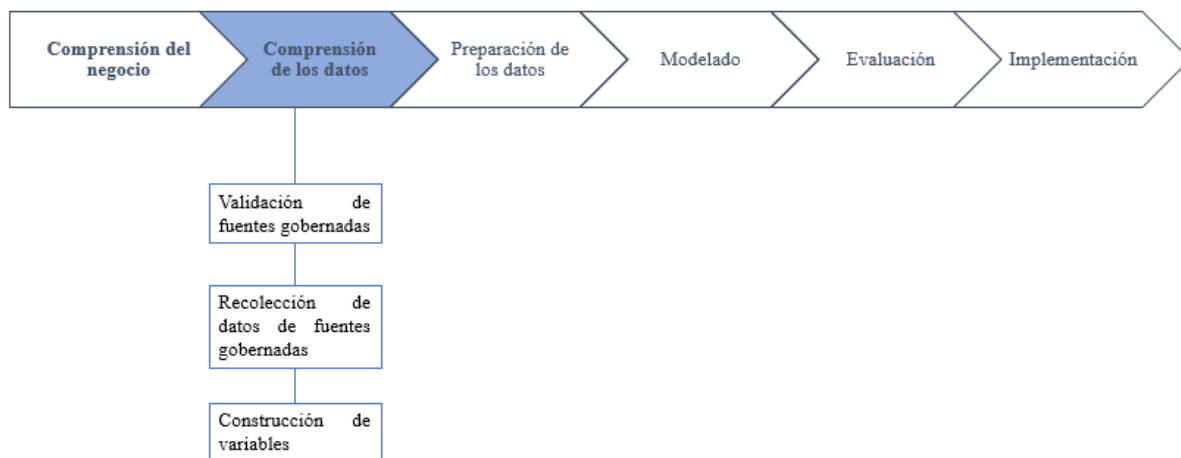 Comprensión del
negocio
Comprensión
de los datos
Preparación de
los datos
Modelado
Evaluación
Implementación
Validación de
fuentes gobernadas
Recolección de
datos de fuentes
gobernadas
Construcción de
variables